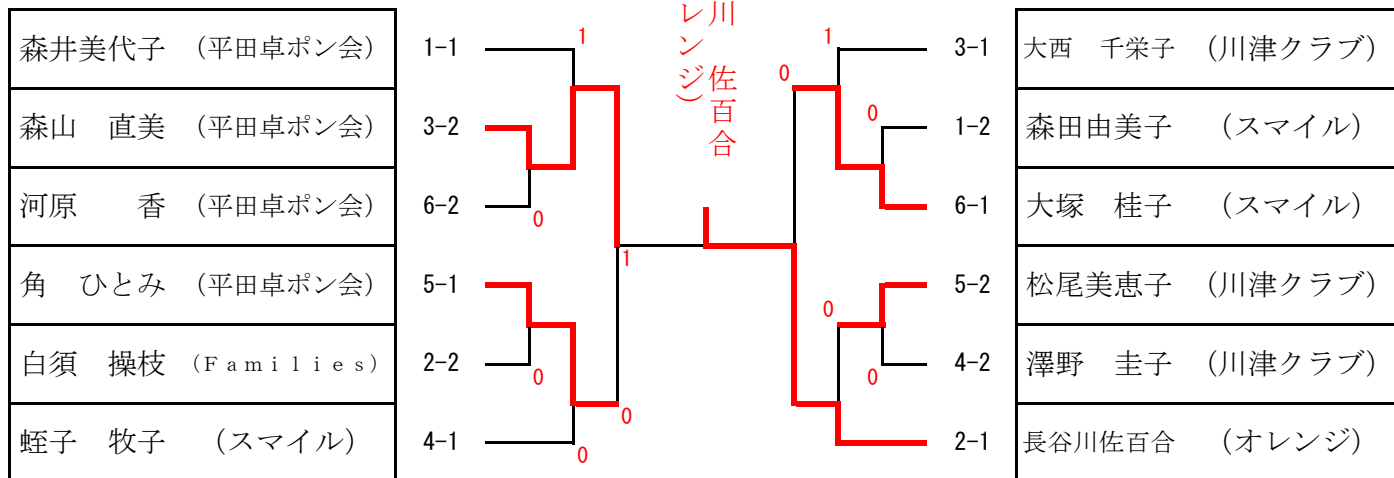 森井美代子 (平田卓ポン会) 1-1
森山 直美 (平田卓ポン会) 3-2
河原 香 (平田卓ポン会) 6-2
角 ひとみ (平田卓ポン会) 5-1
白須 操枝 (Families) 2-2
蛭子 牧子 (スマイル) 4-1
1
0
1
0
0
0
川 佐百合
レンジ)
1
0
0
0
0
3-1 大西 千栄子 (川津クラブ)
1-2 森田由美子 (スマイル)
6-1 大塚 桂子 (スマイル)
5-2 松尾美恵子 (川津クラブ)
4-2 澤野 圭子 (川津クラブ)
2-1 長谷川佐百合 (オレンジ)